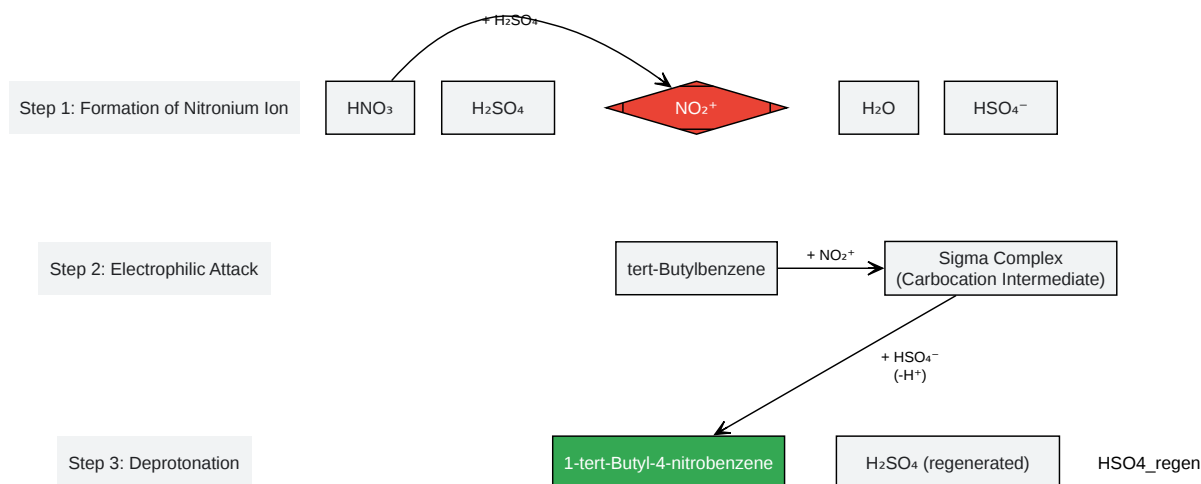 + H₂SO₄
Step 1: Formation of Nitronium Ion
HNO₃
H₂SO₄
NO₂⁺
H₂O
HSO₄⁻
Step 2: Electrophilic Attack
tert-Butylbenzene
+ NO₂⁺
Sigma Complex
(Carbocation Intermediate)
+ HSO₄⁻
(-H⁺)
Step 3: Deprotonation
1-tert-Butyl-4-nitrobenzene
H₂SO₄ (regenerated)
HSO4_regen